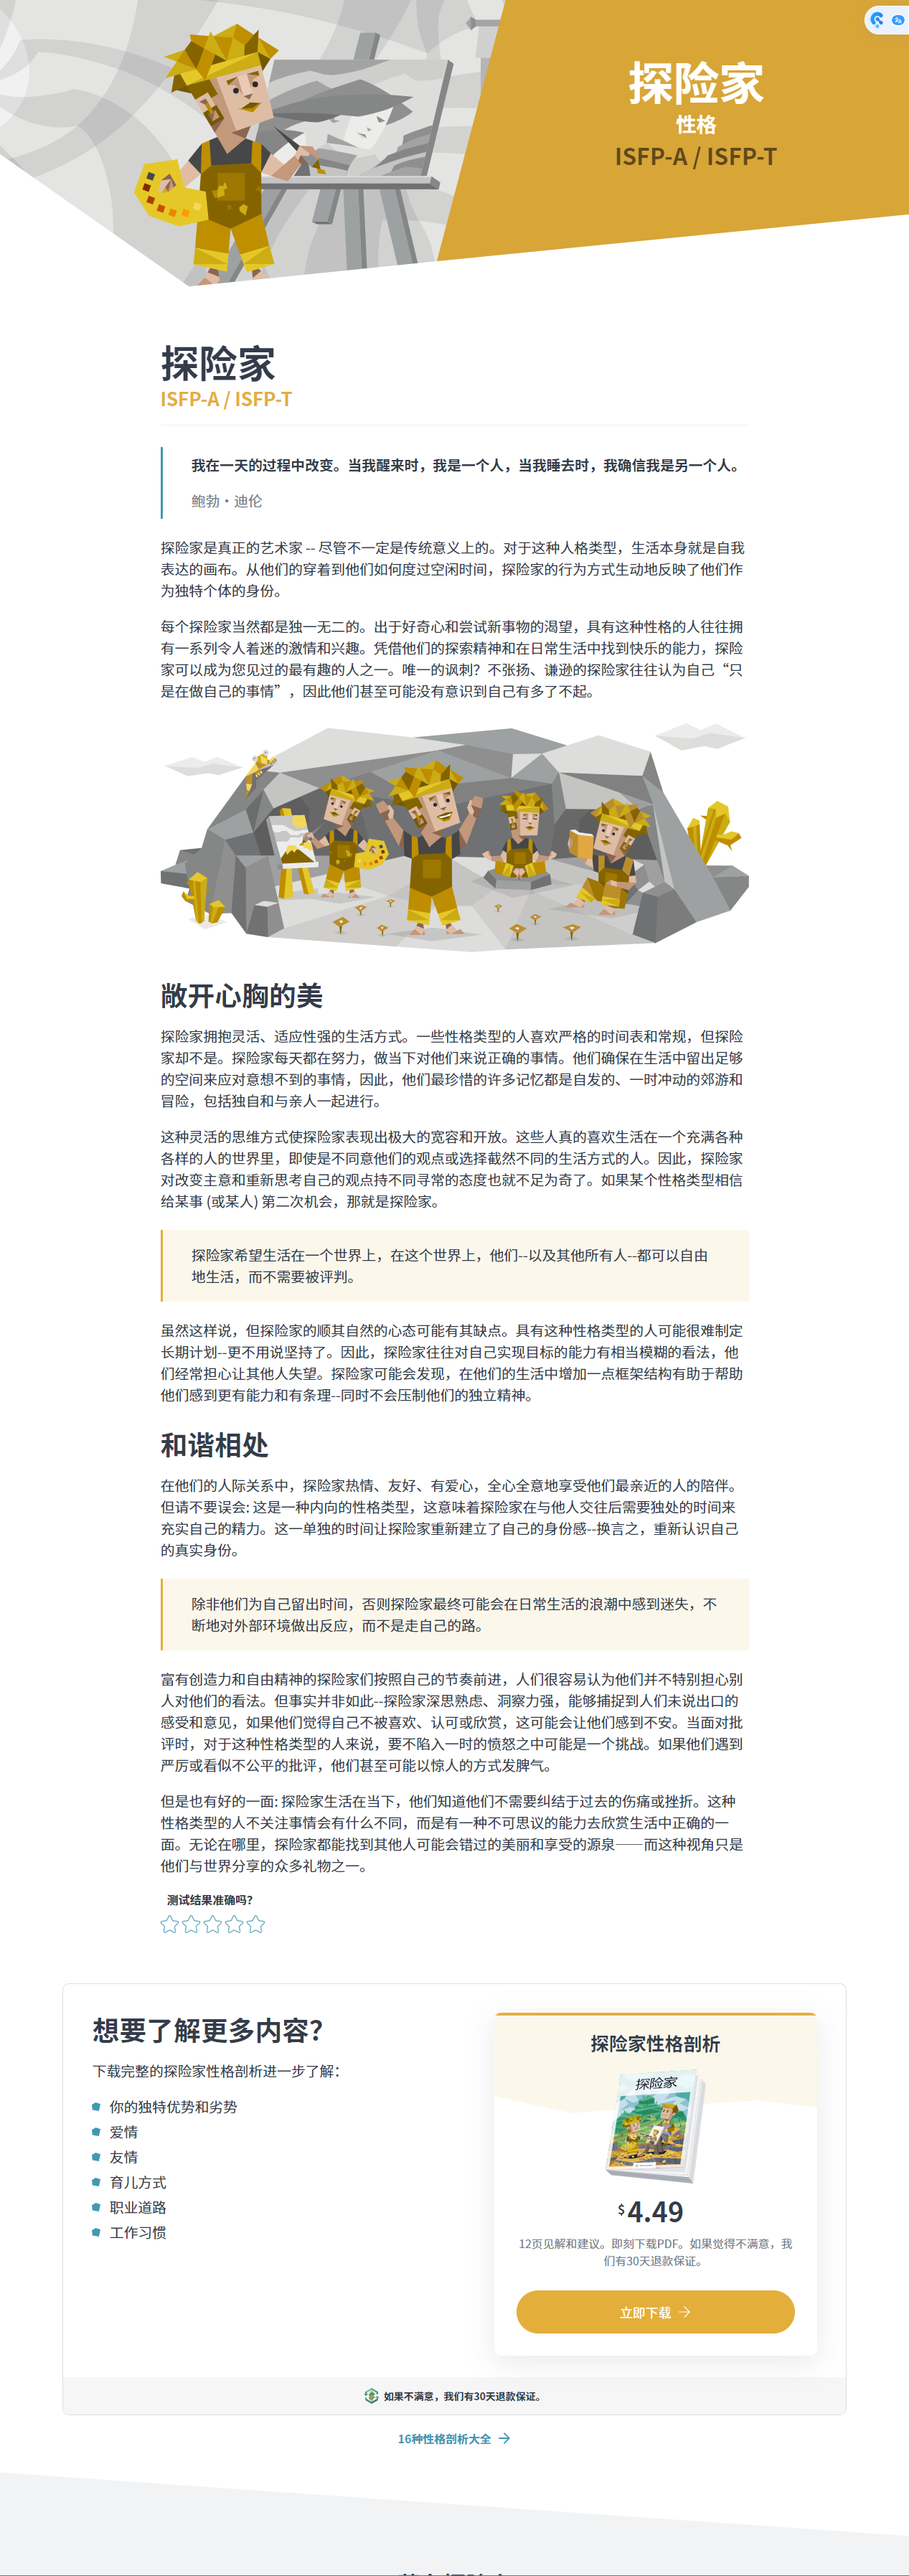 探险家
性格
ISFP-A / ISFP-T
探险家
ISFP-A / ISFP-T
我在一天的过程中改变。当我醒来时，我是一个人，当我睡去时，我确信我是另一个人。
鲍勃·迪伦
探险家是真正的艺术家 -- 尽管不一定是传统意义上的。对于这种人格类型，生活本身就是自我
表达的画布。从他们的穿着到他们如何度过空闲时间，探险家的行为方式生动地反映了他们作
为独特个体的身份。
每个探险家当然都是独一无二的。出于好奇心和尝试新事物的渴望，具有这种性格的人往往拥
有一系列令人着迷的激情和兴趣。凭借他们的探索精神和在日常生活中找到快乐的能力，探险
家可以成为您见过的最有趣的人之一。唯一的讽刺？不张扬、谦逊的探险家往往认为自己“只
是在做自己的事情”，因此他们甚至可能没有意识到自己有多了不起。
敞开心胸的美
探险家拥抱灵活、适应性强的生活方式。一些性格类型的人喜欢严格的时间表和常规，但探险
家却不是。探险家每天都在努力，做当下对他们来说正确的事情。他们确保在生活中留出足够
的空间来应对意想不到的事情，因此，他们最珍惜的许多记忆都是自发的、一时冲动的郊游和
冒险，包括独自和与亲人一起进行。
这种灵活的思维方式使探险家表现出极大的宽容和开放。这些人真的喜欢生活在一个充满各种
各样的人的世界里，即使是不同意他们的观点或选择截然不同的生活方式的人。因此，探险家
对改变主意和重新思考自己的观点持不同寻常的态度也就不足为奇了。如果某个性格类型相信
给某事 (或某人) 第二次机会，那就是探险家。
探险家希望生活在一个世界上，在这个世界上，他们--以及其他所有人--都可以自由
地生活，而不需要被评判。
虽然这样说，但探险家的顺其自然的心态可能有其缺点。具有这种性格类型的人可能很难制定
长期计划--更不用说坚持了。因此，探险家往往对自己实现目标的能力有相当模糊的看法，他
们经常担心让其他人失望。探险家可能会发现，在他们的生活中增加一点框架结构有助于帮助
他们感到更有能力和有条理--同时不会压制他们的独立精神。
和谐相处
在他们的人际关系中，探险家热情、友好、有爱心，全心全意地享受他们最亲近的人的陪伴。
但请不要误会: 这是一种内向的性格类型，这意味着探险家在与他人交往后需要独处的时间来
充实自己的精力。这一单独的时间让探险家重新建立了自己的身份感--换言之，重新认识自己
的真实身份。
除非他们为自己留出时间，否则探险家最终可能会在日常生活的浪潮中感到迷失，不
断地对外部环境做出反应，而不是走自己的路。
富有创造力和自由精神的探险家们按照自己的节奏前进，人们很容易认为他们并不特别担心别
人对他们的看法。但事实并非如此--探险家深思熟虑、洞察力强，能够捕捉到人们未说出口的
感受和意见，如果他们觉得自己不被喜欢、认可或欣赏，这可能会让他们感到不安。当面对批
评时，对于这种性格类型的人来说，要不陷入一时的愤怒之中可能是一个挑战。如果他们遇到
严厉或看似不公平的批评，他们甚至可能以惊人的方式发脾气。
但是也有好的一面: 探险家生活在当下，他们知道他们不需要纠结于过去的伤痛或挫折。这种
性格类型的人不关注事情会有什么不同，而是有一种不可思议的能力去欣赏生活中正确的一
面。无论在哪里，探险家都能找到其他人可能会错过的美丽和享受的源泉——而这种视角只是
他们与世界分享的众多礼物之一。
测试结果准确吗？
想要了解更多内容？
下载完整的探险家性格剖析进一步了解：
你的独特优势和劣势
爱情
友情
育儿方式
职业道路
工作习惯
探险家性格剖析
探险家
$4.49
12页见解和建议。即刻下载PDF。如果觉得不满意，我
们有30天退款保证。
立即下载
如果不满意，我们有30天退款保证。
16种性格剖析大全